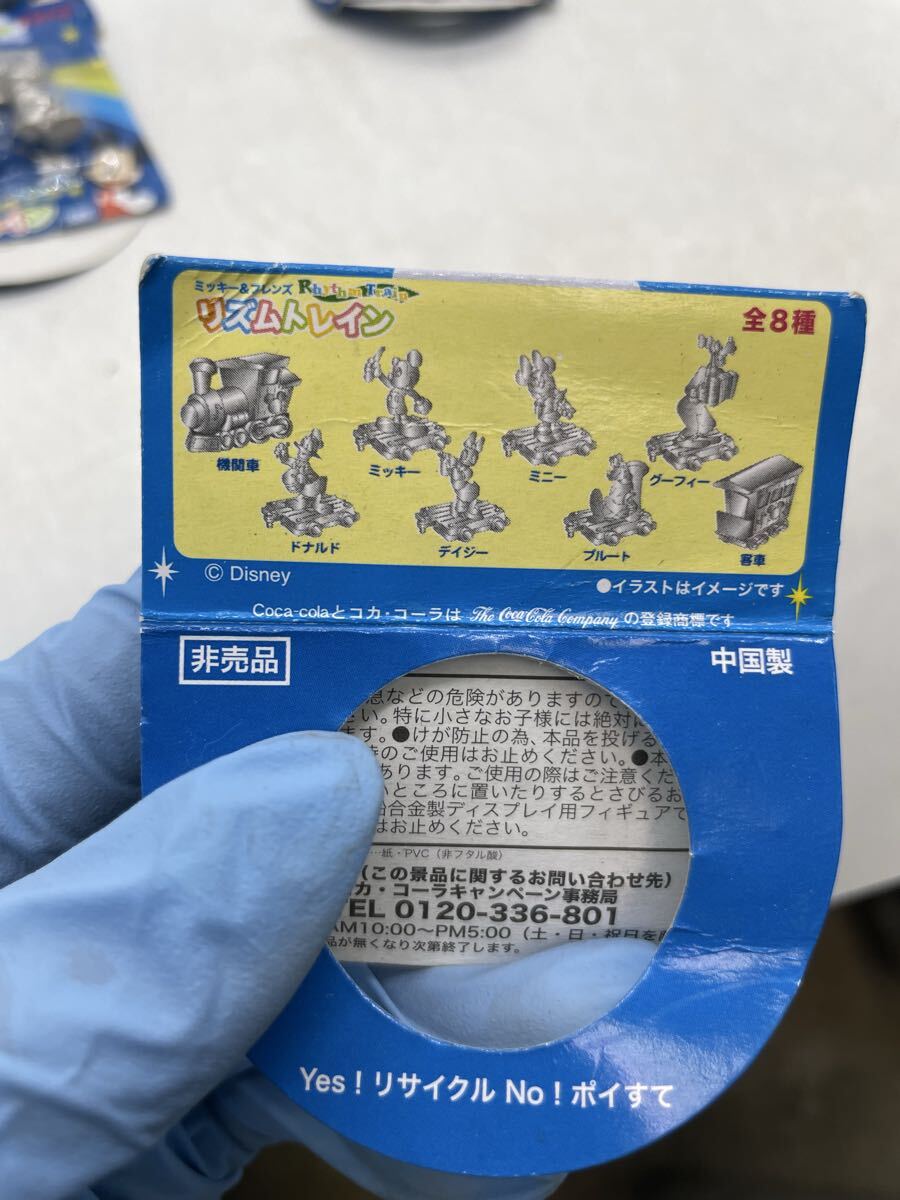 ミッキー&フレンズ Rhythm Train
リズムトレイン
全8種
機関車
ミッキー
ミニー
グーフィー
ドナルド
デイジー
プルート
客車
© Disney
●イラストはイメージです
Coca-colaとコカ・コーラは The Coca-Cola Company の登録商標です
非売品
中国製
急などの危険がありますので
い。特に小さなお子様には絶対に
ます。●けが防止の為、本品を投げる
のご使用はお止めください。●本
あります。ご使用の際はご注意くだ
いところに置いたりするとさびるお
鉛合金製ディスプレイ用フィギュアで
はお止めください。
…紙・PVC（非フタル酸）
(この景品に関するお問い合わせ先)
カ・コーラキャンペーン事務局
TEL 0120-336-801
AM10:00〜PM5:00（土・日・祝日を
品が無くなり次第終了します。
Yes！リサイクル No！ポイすて